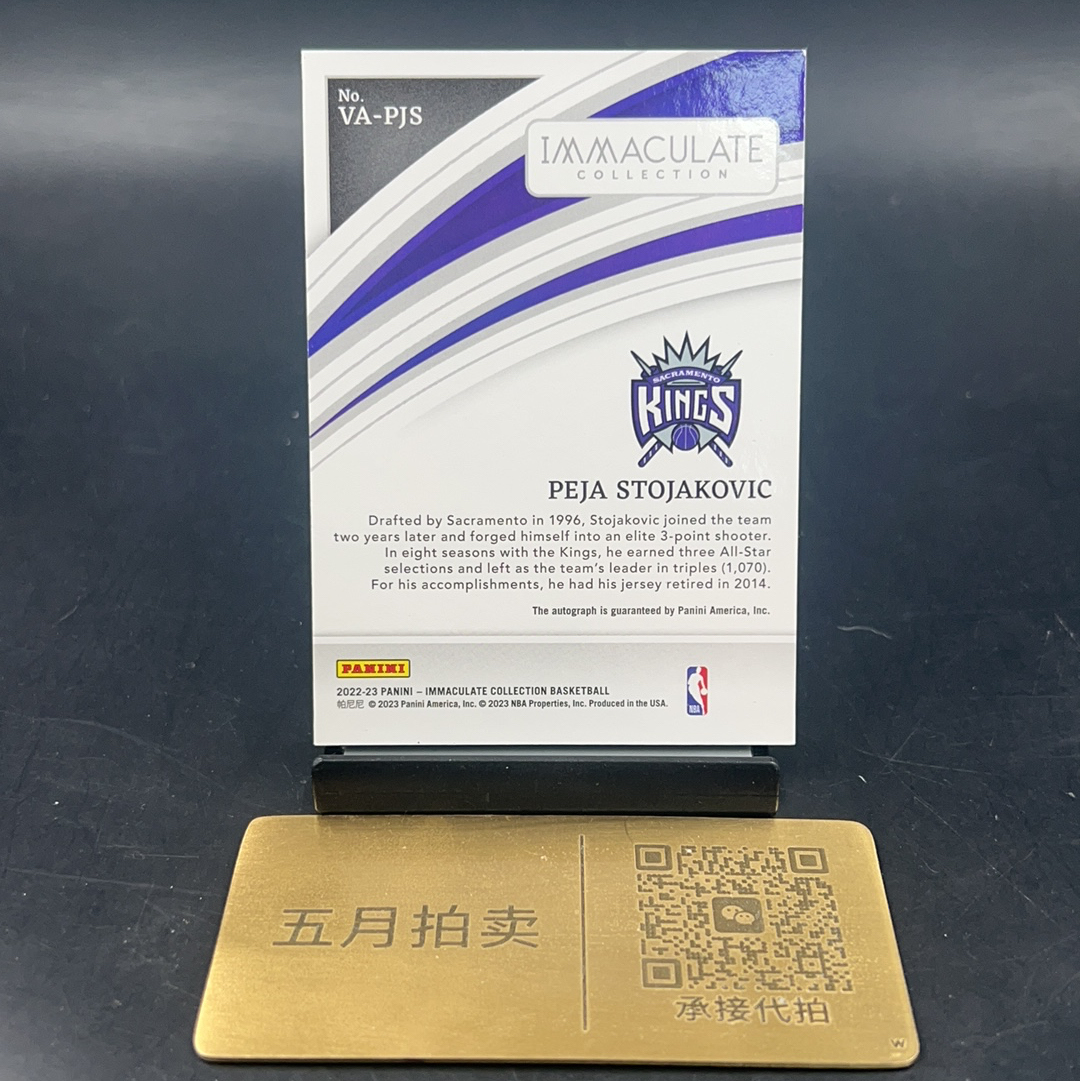 No.
VA-PJS
IMMACULATE
COLLECTION
SACRAMENTO
KINGS
PEJA STOJAKOVIC
Drafted by Sacramento in 1996, Stojakovic joined the team
two years later and forged himself into an elite 3-point shooter.
In eight seasons with the Kings, he earned three All-Star
selections and left as the team's leader in triples (1,070).
For his accomplishments, he had his jersey retired in 2014.
The autograph is guaranteed by Panini America, Inc.
PANINI
2022-23 PANINI – IMMACULATE COLLECTION BASKETBALL
帕尼尼 © 2023 Panini America, Inc. © 2023 NBA Properties, Inc. Produced in the USA.
NBA
五月拍卖
承接代拍
W